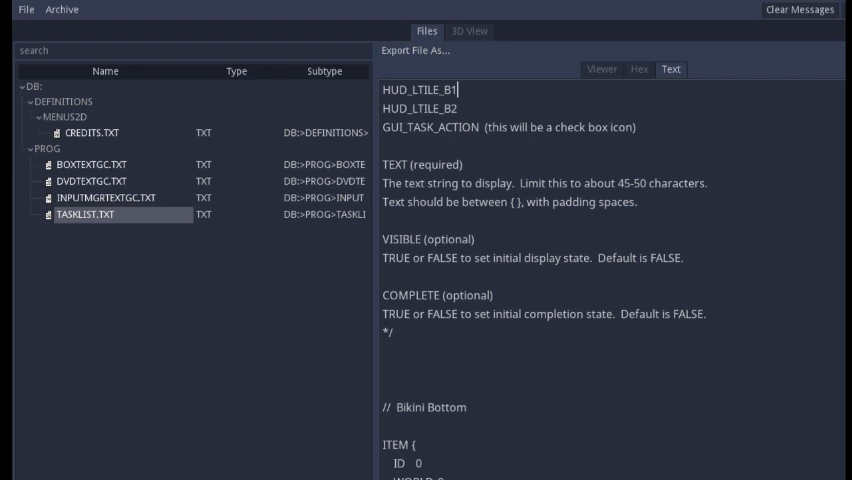 File Archive Clear Messages
Files 3D View
search
Export File As...
Name Type Subtype
Viewer Hex Text
DB:
DEFINITIONS
MENUS2D
CREDITS.TXT TXT DB:>DEFINITIONS>
PROG
BOXTEXTGC.TXT TXT DB:>PROG>BOXTE
DVDTEXTGC.TXT TXT DB:>PROG>DVDTE
INPUTMGRTEXTGC.TXT TXT DB:>PROG>INPUT
TASKLIST.TXT TXT DB:>PROG>TASKLI
HUD_LTILE_B1
HUD_LTILE_B2
GUI_TASK_ACTION (this will be a check box icon)
TEXT (required)
The text string to display. Limit this to about 45-50 characters.
Text should be between { }, with padding spaces.
VISIBLE (optional)
TRUE or FALSE to set initial display state. Default is FALSE.
COMPLETE (optional)
TRUE or FALSE to set initial completion state. Default is FALSE.
*/
// Bikini Bottom
ITEM {
ID 0
WORLD 0